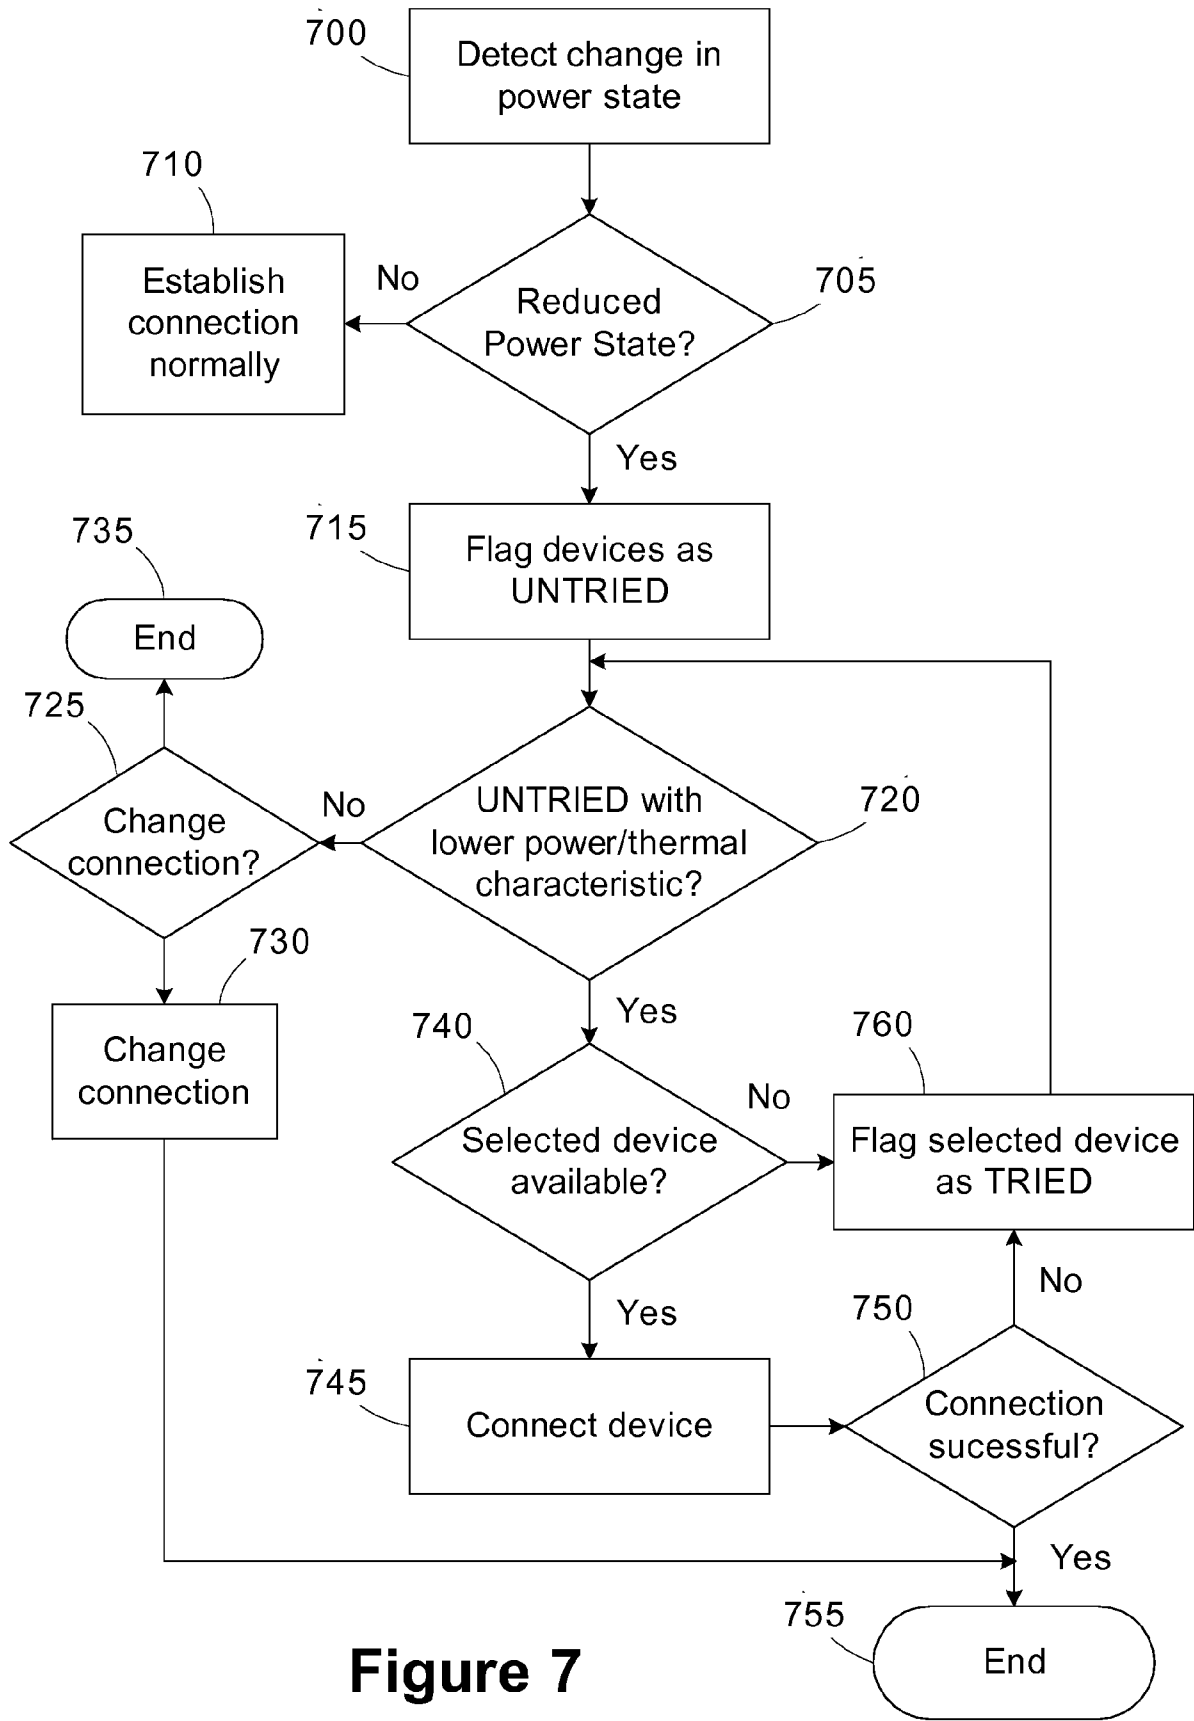 700
Detect change in
power state
710
Establish
connection
normally
No
Reduced
Power State?
705
Yes
715
Flag devices as
UNTRIED
735
End
725
Change
connection?
No
UNTRIED with
lower power/thermal
characteristic?
720
730
Change
connection
Yes
740
Selected device
available?
No
760
Flag selected device
as TRIED
Yes
No
745
Connect device
750
Connection
sucessful?
Yes
755
End
Figure 7